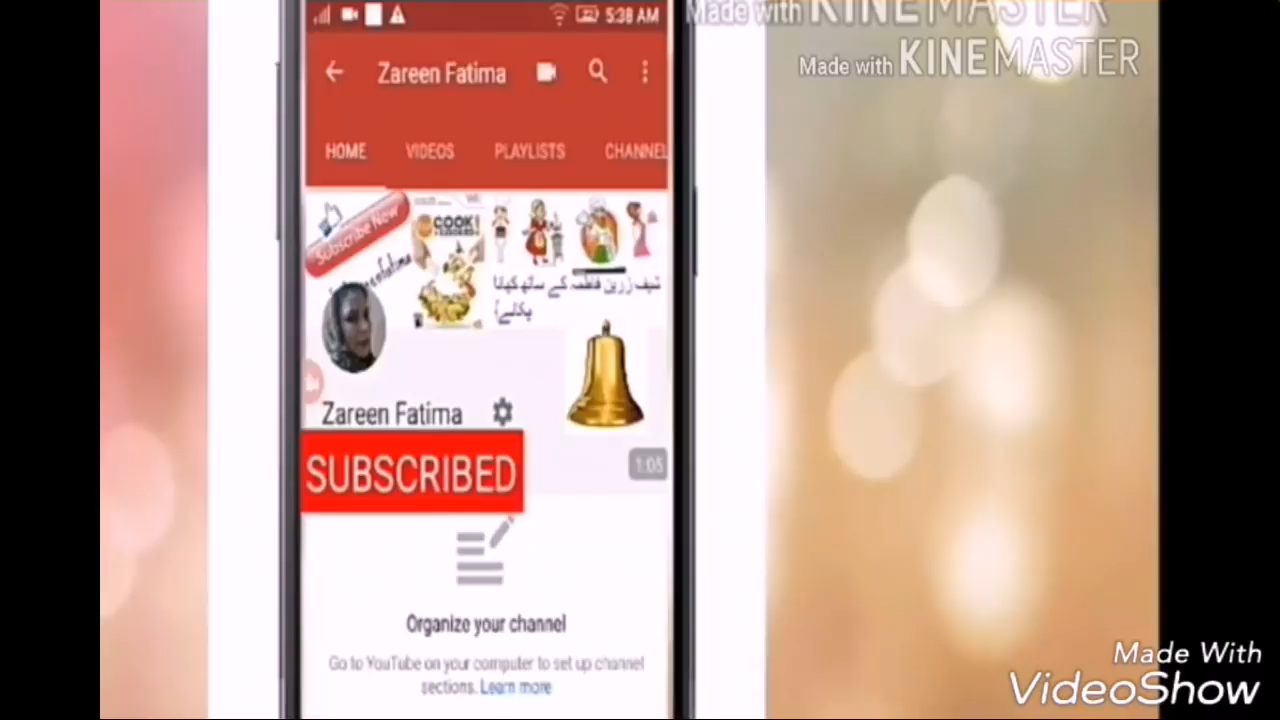 Made with KINEMASTER
Made with KINEMASTER
5:38 AM
Zareen Fatima
HOME VIDEOS PLAYLISTS CHANNEL
Subscribe Now
COOK
شیف زرین فاطمہ کے ساتھ کھانا
پکائے}
Zareen Fatima
SUBSCRIBED
1:05
Organize your channel
Go to YouTube on your computer to set up channel
sections. Learn more
Made With
VideoShow